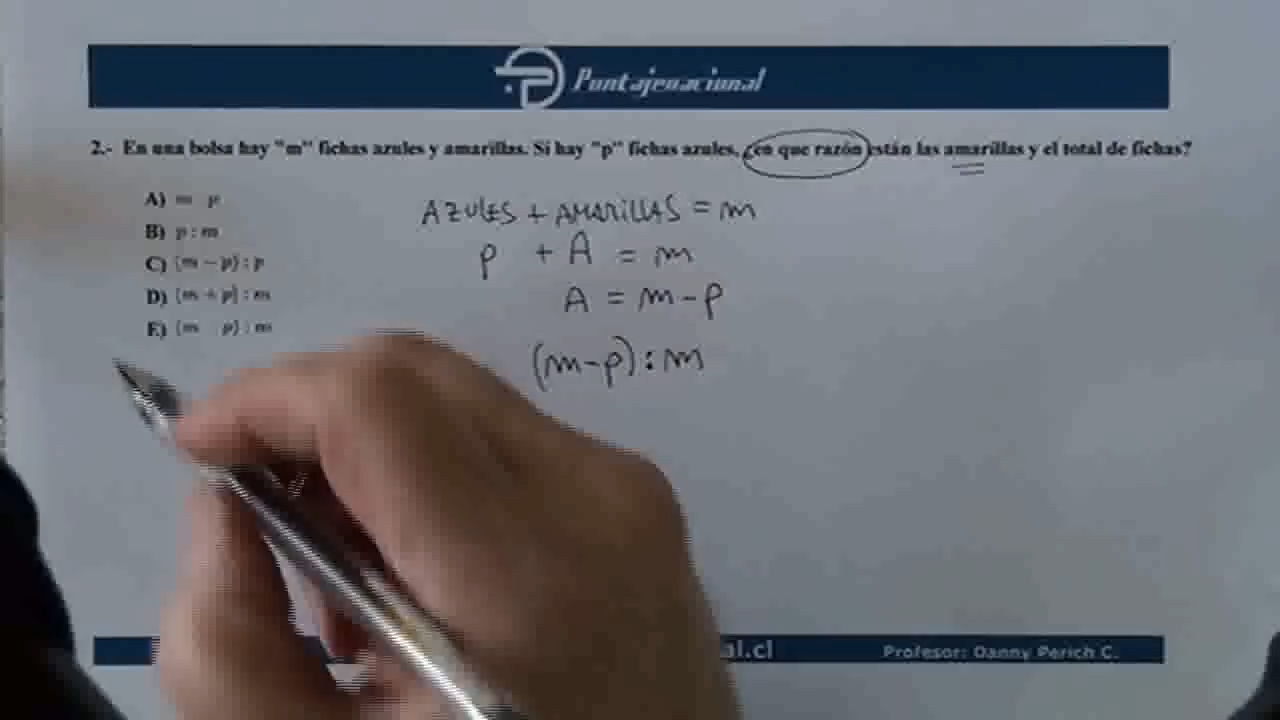 Puntajenacional
2.- En una bolsa hay "m" fichas azules y amarillas. Si hay "p" fichas azules, ¿en que razón están las amarillas y el total de fichas?
A) m p
B) p : m
C) (m − p) : p
D) (m + p) : m
E) (m p) : m
AZULES + AMARILLAS = m
p + A = m
A = m - p
(m-p) : m
al.cl
Profesor: Danny Perich C.